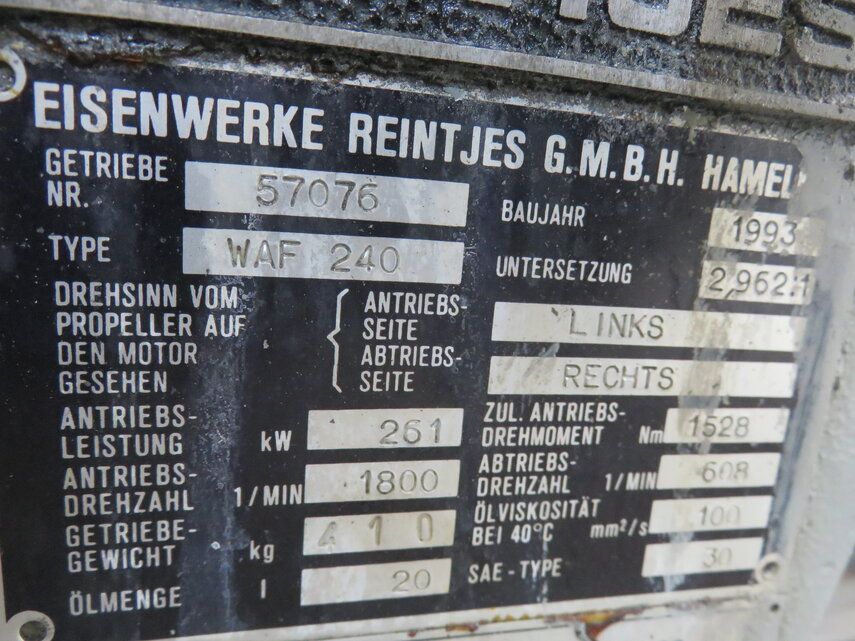 EISENWERKE REINTJES G.M.B.H. HAMEL
GETRIEBE NR. 57076
BAUJAHR 1993
TYPE WAF 240
UNTERSETZUNG 2,962:1
DREHSINN VOM PROPELLER AUF DEN MOTOR GESEHEN
ANTRIEBS-SEITE LINKS
ABTRIEBS-SEITE RECHTS
ANTRIEBS-LEISTUNG kW 261
ZUL. ANTRIEBS-DREHMOMENT Nm 1528
ANTRIEBS-DREHZAHL 1/MIN 1800
ABTRIEBS-DREHZAHL 1/MIN 608
GETRIEBE-GEWICHT kg 410
ÖLVISKOSITÄT BEI 40°C mm²/s 100
ÖLMENGE l 20
SAE-TYPE 30